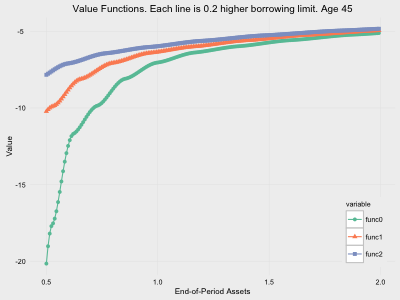 Value Functions. Each line is 0.2 higher borrowing limit. Age 45
-5
-10
-15
-20
Value
0.5
1.0
1.5
2.0
End-of-Period Assets
variable
func0
func1
func2